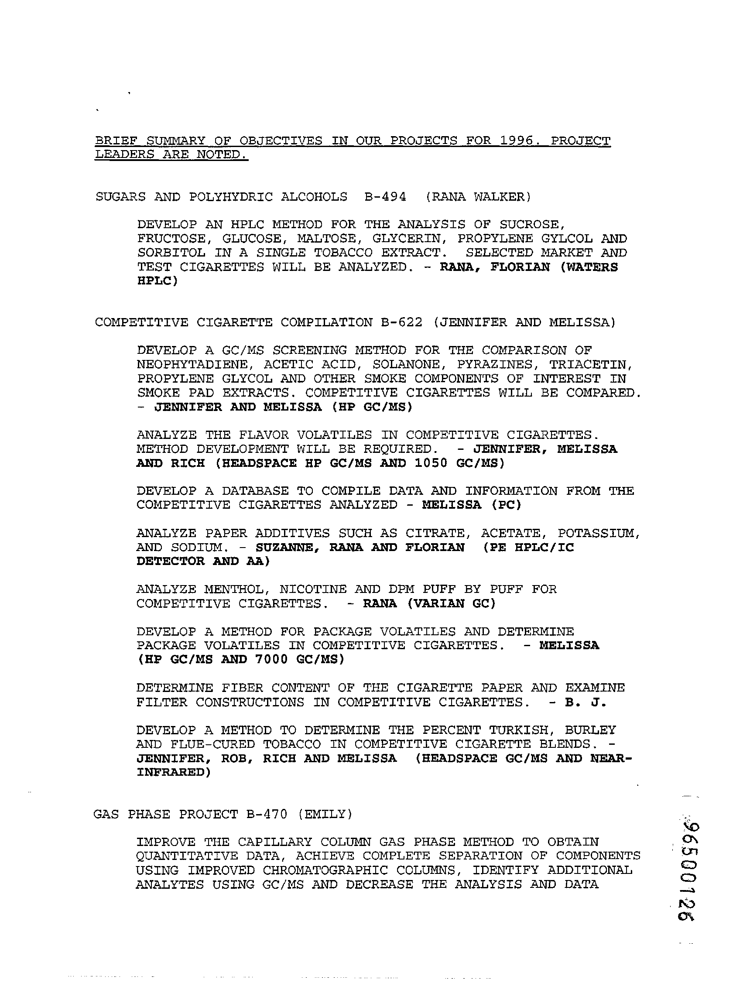 BRIEF SUMMARY OF OBJECTIVES IN OUR PROJECTS FOR 1996. PROJECT
LEADERS ARE NOTED.
SUGARS AND POLYHYDRIC ALCOHOLS B-494 (RANA WALKER)
DEVELOP AN HPLC METHOD FOR THE ANALYSIS OF SUCROSE,
FRUCTOSE, GLUCOSE, MALTOSE, GLYCERIN, PROPYLENE GYLCOL AND
SORBITOL IN A SINGLE TOBACCO EXTRACT. SELECTED MARKET AND
TEST CIGARETTES WILL BE ANALYZED. - RANA, FLORIAN (WATERS
HPLC)
COMPETITIVE CIGARETTE COMPILATION B-622 (JENNIFER AND MELISSA)
DEVELOP A GC/MS SCREENING METHOD FOR THE COMPARISON OF
NEOPHYTADIENE, ACETIC ACID, SOLANONE, PYRAZINES, TRIACETIN,
PROPYLENE GLYCOL AND OTHER SMOKE COMPONENTS OF INTEREST IN
SMOKE PAD EXTRACTS. COMPETITIVE CIGARETTES WILL BE COMPARED.
- JENNIFER AND MELISSA (HP GC/MS)
ANALYZE THE FLAVOR VOLATILES IN COMPETITIVE CIGARETTES.
METHOD DEVELOPMENT WILL BE REQUIRED. - JENNIFER, MELISSA
AND RICH (HEADSPACE HP GC/MS AND 1050 GC/MS)
DEVELOP A DATABASE TO COMPILE DATA AND INFORMATION FROM THE
COMPETITIVE CIGARETTES ANALYZED - MELISSA (PC)
ANALYZE PAPER ADDITIVES SUCH AS CITRATE, ACETATE, POTASSIUM,
AND SODIUM. - SUZANNE, RANA AND FLORIAN (PE HPLC/IC
DETECTOR AND AA)
ANALYZE MENTHOL, NICOTINE AND DPM PUFF BY PUFF FOR
COMPETITIVE CIGARETTES. - RANA (VARIAN GC)
DEVELOP A METHOD FOR PACKAGE VOLATILES AND DETERMINE
PACKAGE VOLATILES IN COMPETITIVE CIGARETTES. - MELISSA
(HP GC/MS AND 7000 GC/MS)
DETERMINE FIBER CONTENT OF THE CIGARETTE PAPER AND EXAMINE
FILTER CONSTRUCTIONS IN COMPETITIVE CIGARETTES. - B. J.
DEVELOP A METHOD TO DETERMINE THE PERCENT TURKISH, BURLEY
AND FLUE-CURED TOBACCO IN COMPETITIVE CIGARETTE BLENDS. -
JENNIFER, ROB, RICH AND MELISSA (HEADSPACE GC/MS AND NEAR-
INFRARED)
GAS PHASE PROJECT B-470 (EMILY)
IMPROVE THE CAPILLARY COLUMN GAS PHASE METHOD TO OBTAIN
QUANTITATIVE DATA, ACHIEVE COMPLETE SEPARATION OF COMPONENTS
USING IMPROVED CHROMATOGRAPHIC COLUMNS, IDENTIFY ADDITIONAL
ANALYTES USING GC/MS AND DECREASE THE ANALYSIS AND DATA
96500126